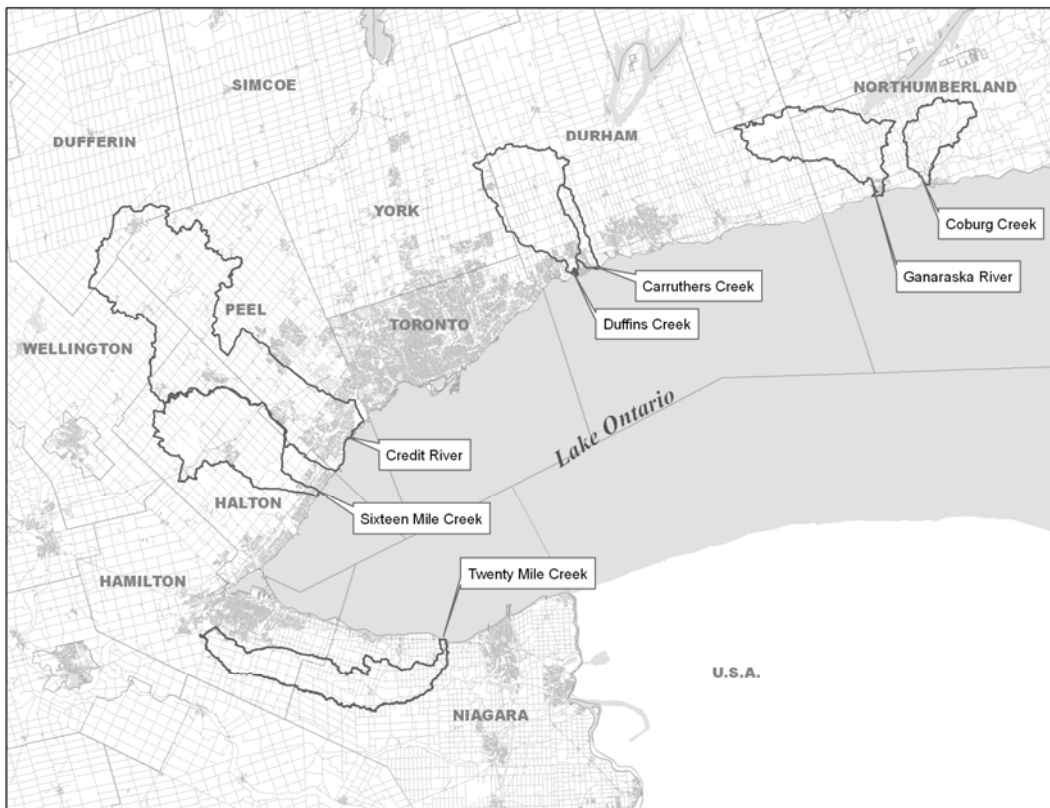 SIMCOE
NORTHUMBERLAND
DUFFERIN
DURHAM
YORK
Coburg Creek
Ganaraska River
Carruthers Creek
PEEL
Duffins Creek
TORONTO
WELLINGTON
Lake Ontario
Credit River
HALTON
Sixteen Mile Creek
HAMILTON
Twenty Mile Creek
U.S.A.
NIAGARA